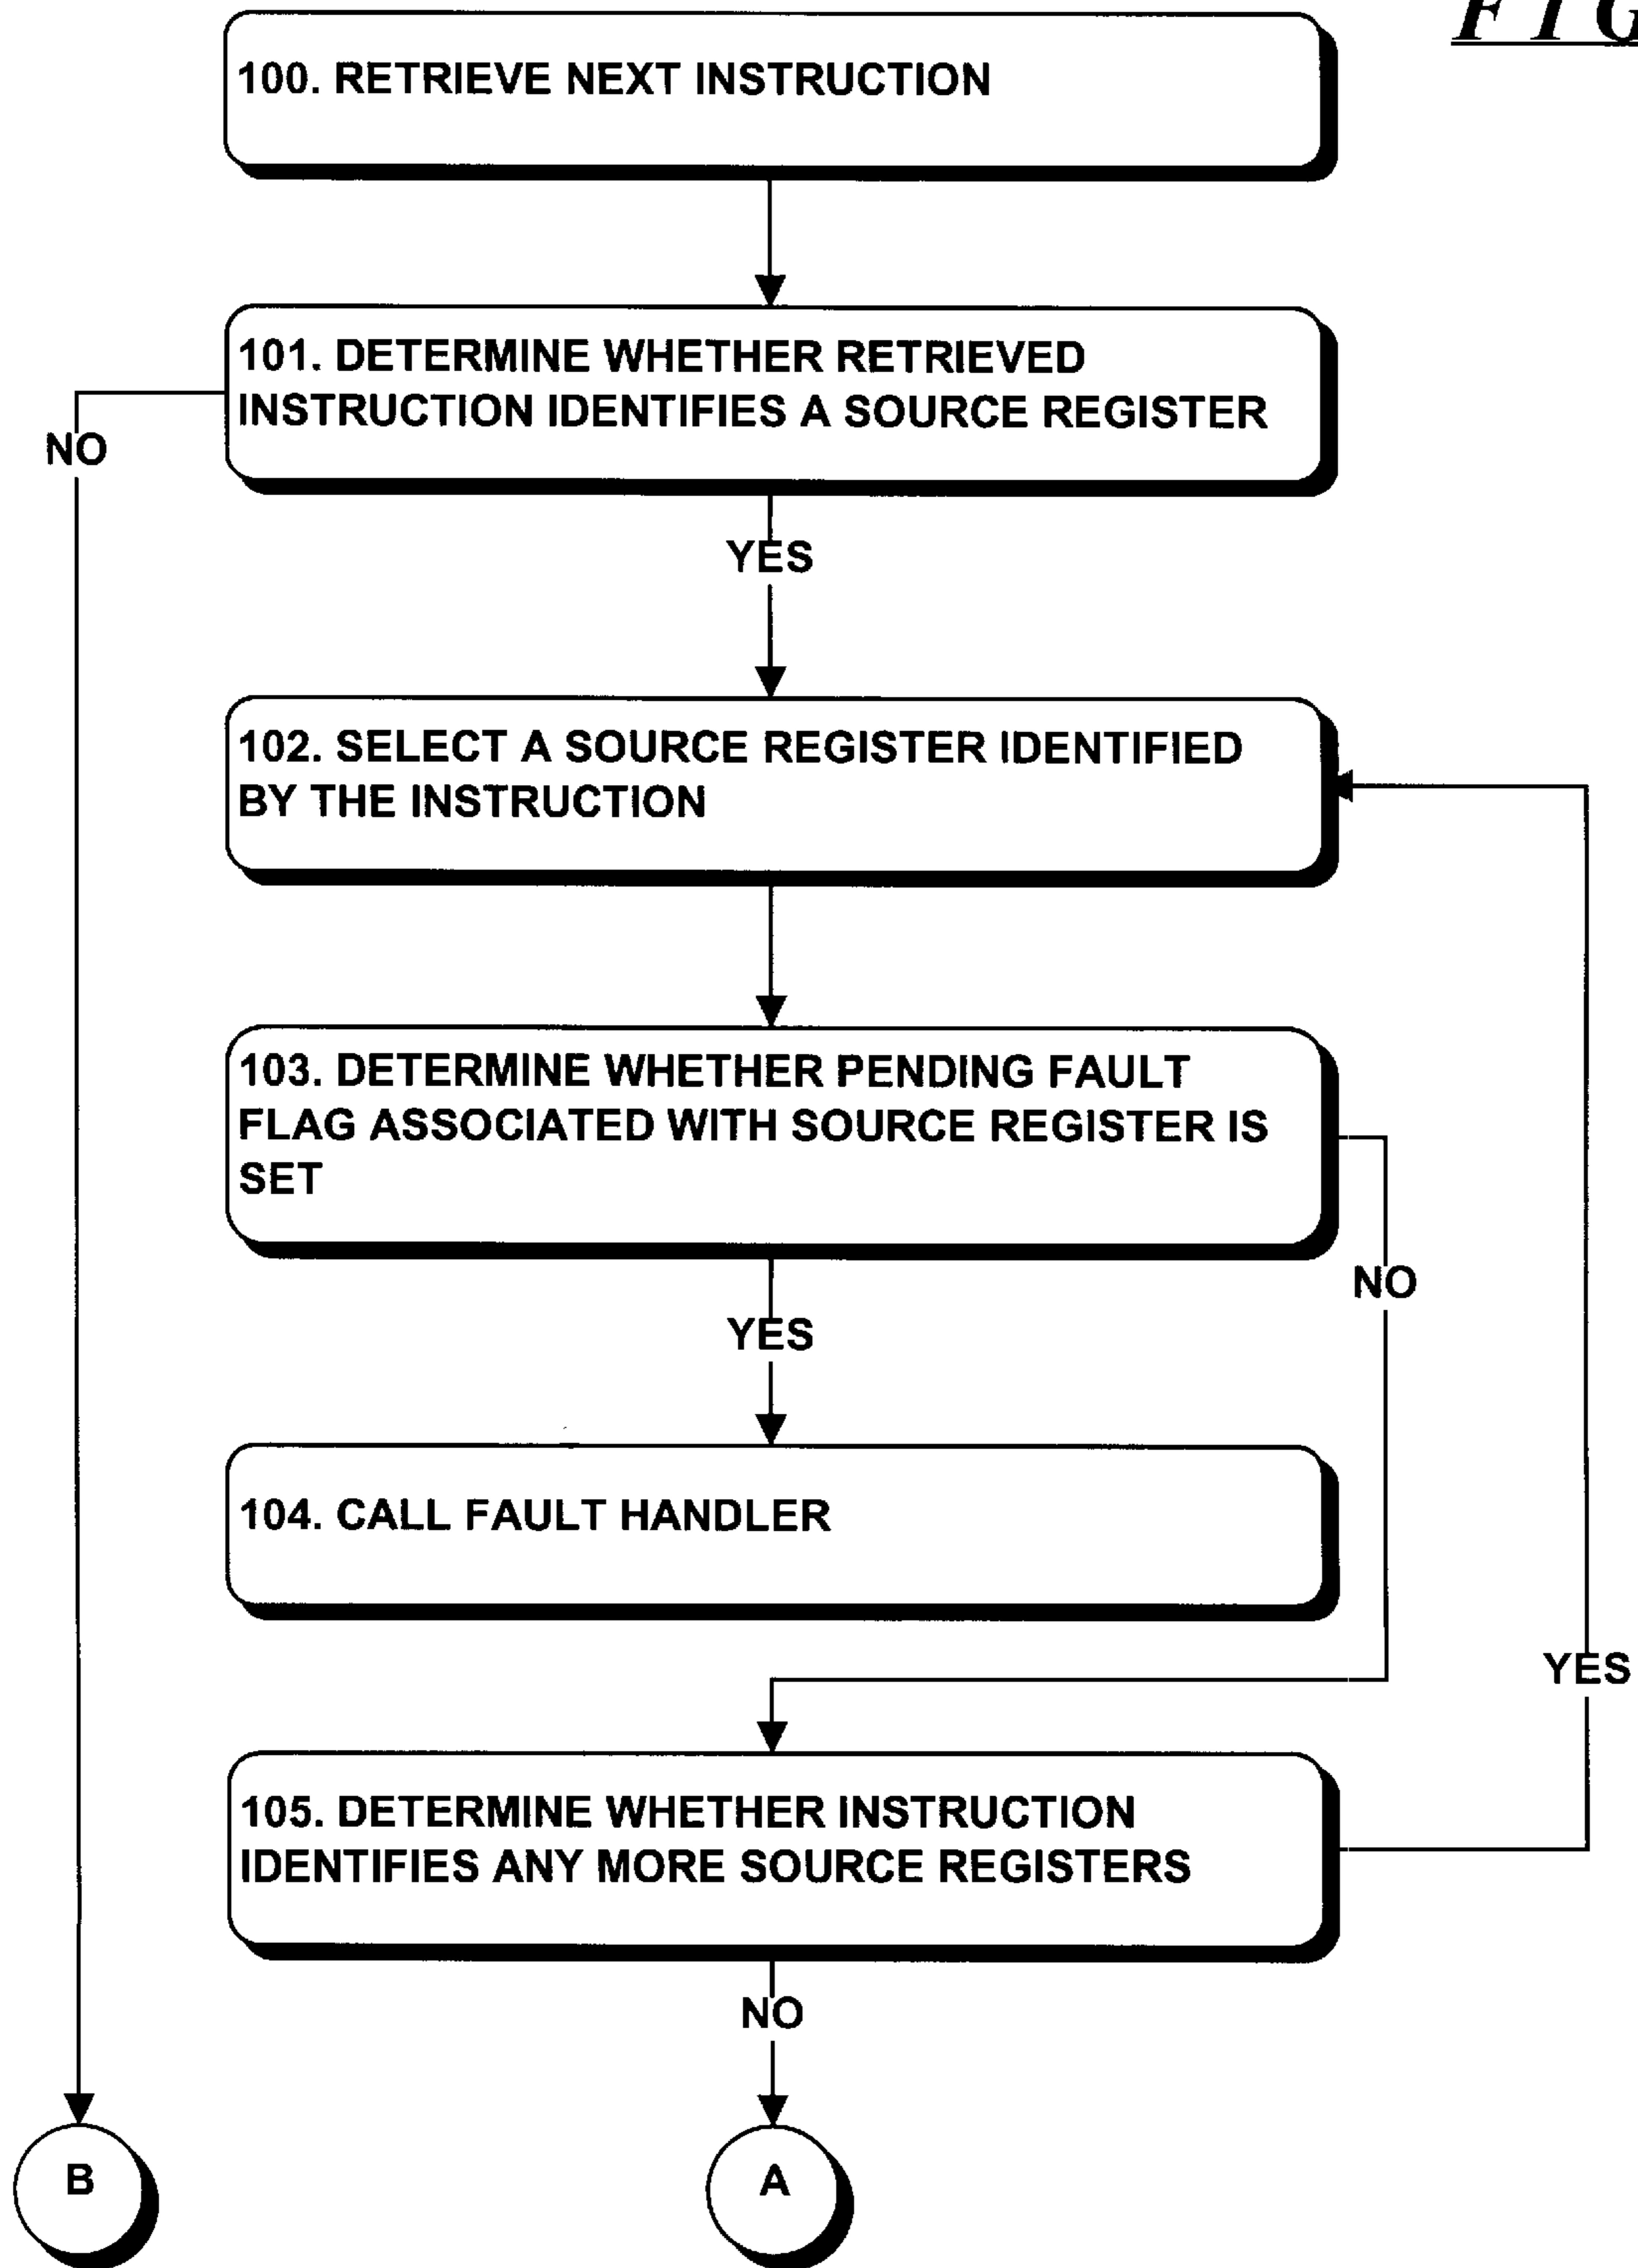 FIG
100. RETRIEVE NEXT INSTRUCTION
101. DETERMINE WHETHER RETRIEVED
INSTRUCTION IDENTIFIES A SOURCE REGISTER
NO
YES
102. SELECT A SOURCE REGISTER IDENTIFIED
BY THE INSTRUCTION
103. DETERMINE WHETHER PENDING FAULT
FLAG ASSOCIATED WITH SOURCE REGISTER IS
SET
NO
YES
104. CALL FAULT HANDLER
YES
105. DETERMINE WHETHER INSTRUCTION
IDENTIFIES ANY MORE SOURCE REGISTERS
NO
B
A